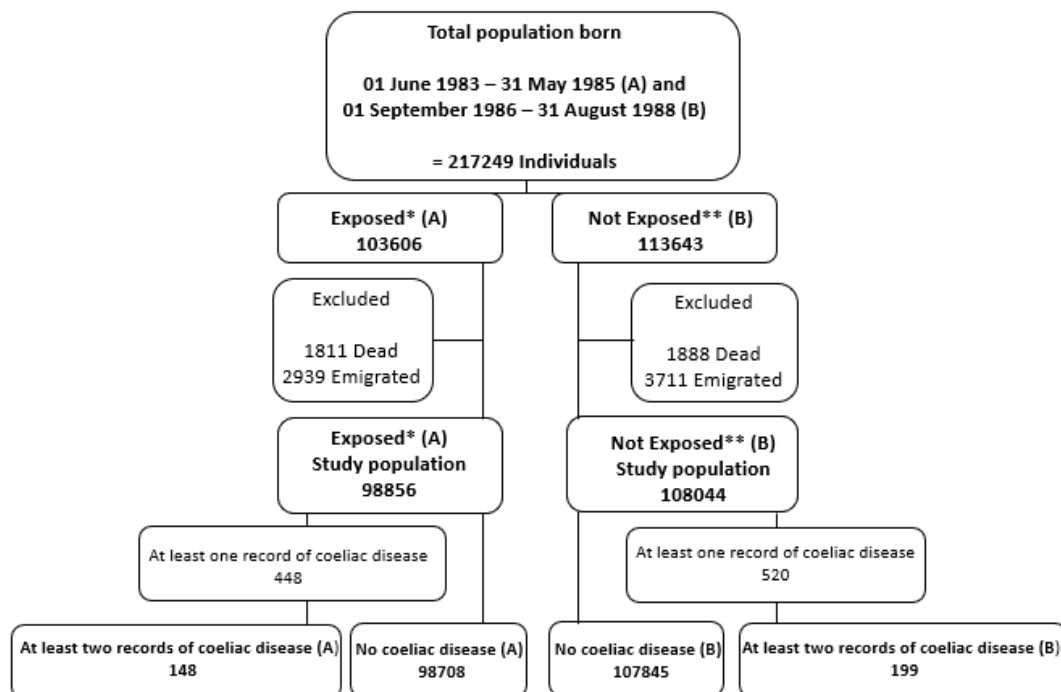 Total population born
01 June 1983 – 31 May 1985 (A) and
01 September 1986 – 31 August 1988 (B)
= 217249 Individuals
Exposed* (A)
103606
Not Exposed** (B)
113643
Excluded
1811 Dead
2939 Emigrated
Excluded
1888 Dead
3711 Emigrated
Exposed* (A)
Study population
98856
Not Exposed** (B)
Study population
108044
At least one record of coeliac disease
448
At least one record of coeliac disease
520
At least two records of coeliac disease (A)
148
No coeliac disease (A)
98708
No coeliac disease (B)
107845
At least two records of coeliac disease (B)
199